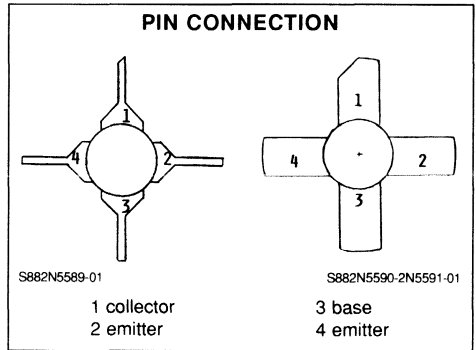 PIN CONNECTION
1
4 2
3
1
4 2
3
S882N5589-01
S882N5590-2N5591-01
1 collector
2 emitter
3 base
4 emitter